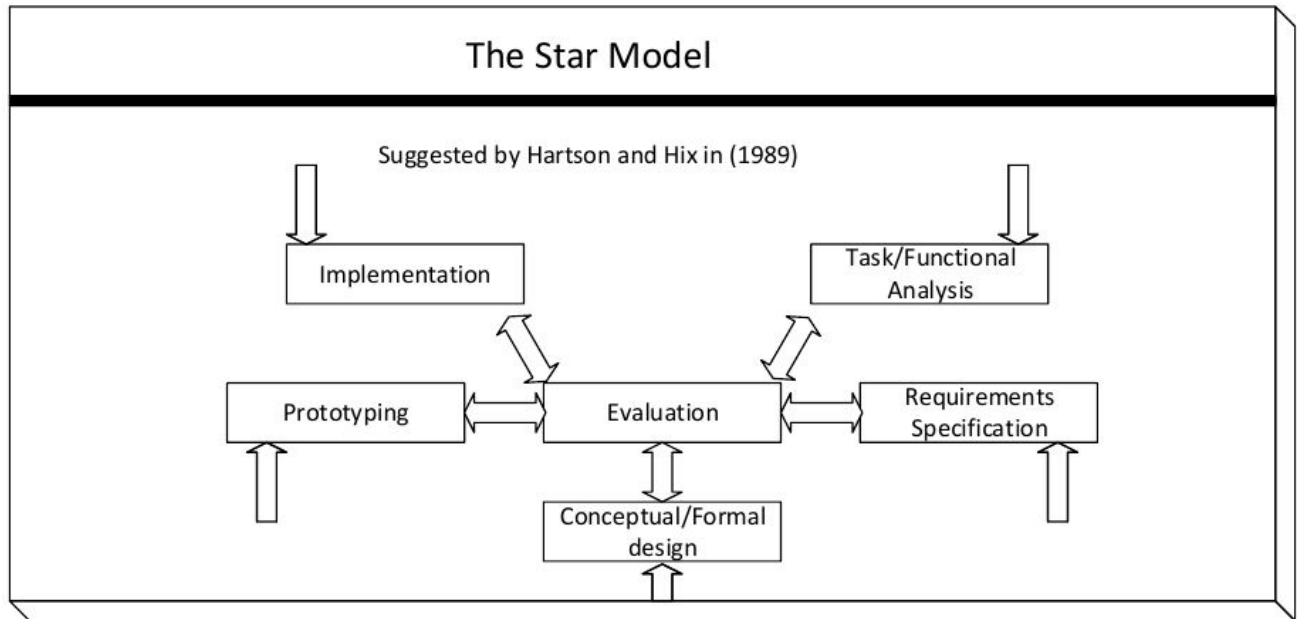 The Star Model
Suggested by Hartson and Hix in (1989)
Implementation
Task/Functional
Analysis
Prototyping
Evaluation
Requirements
Specification
Conceptual/Formal
design